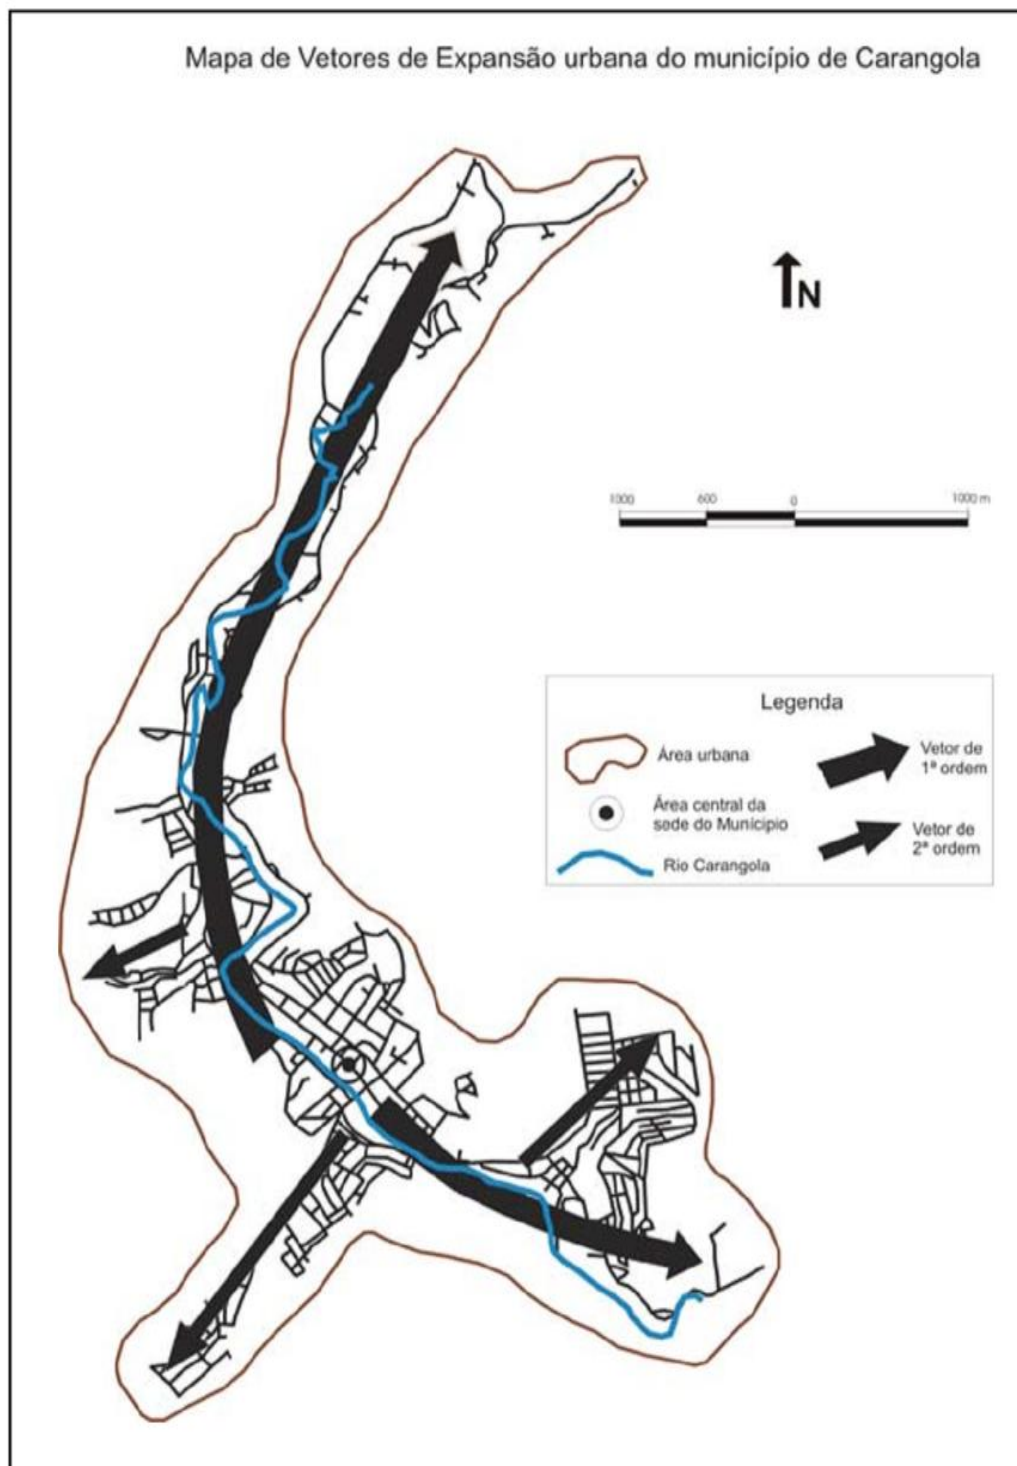 Mapa de Vetores de Expansão urbana do município de Carangola
N
1000 600 0 1000 m
Legenda
Área urbana
Vetor de
1ª ordem
Área central da
sede do Município
Vetor de
2ª ordem
Rio Carangola